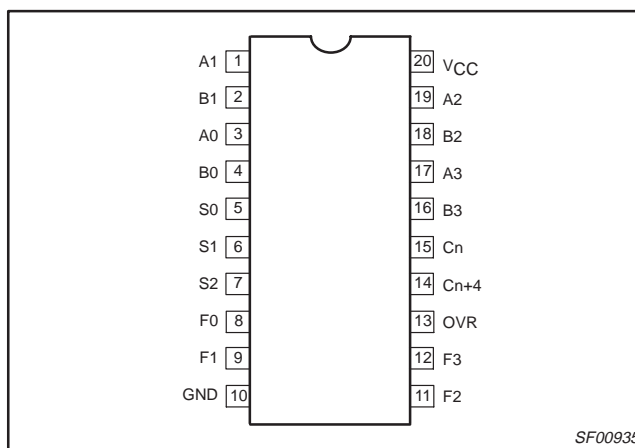 A1 1 20 VCC
B1 2 19 A2
A0 3 18 B2
B0 4 17 A3
S0 5 16 B3
S1 6 15 Cn
S2 7 14 Cn+4
F0 8 13 OVR
F1 9 12 F3
GND 10 11 F2
SF00935